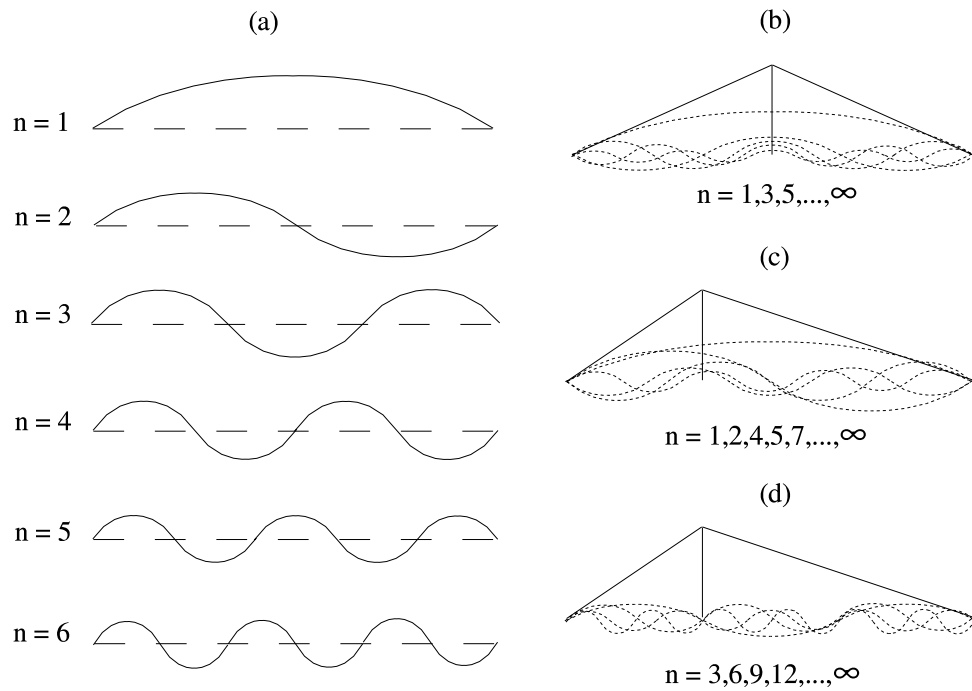 (a)
n = 1
n = 2
n = 3
n = 4
n = 5
n = 6
(b)
n = 1,3,5,...,∞
(c)
n = 1,2,4,5,7,...,∞
(d)
n = 3,6,9,12,...,∞